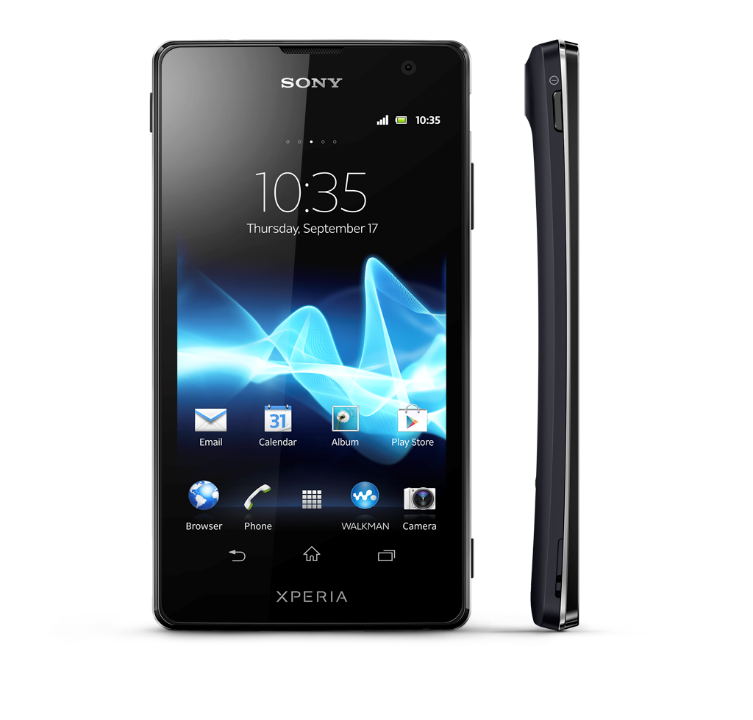 SONY
10:35
10:35
Thursday, September 17
31
Email Calendar Album Play Store
Browser Phone WALKMAN Camera
XPERIA